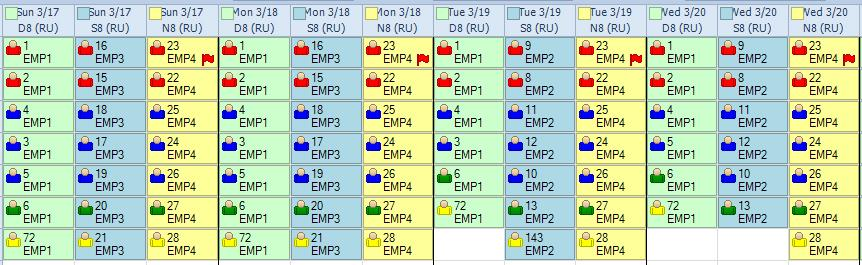 Sun 3/17 Sun 3/17 Sun 3/17 Mon 3/18 Mon 3/18 Mon 3/18 Tue 3/19 Tue 3/19 Tue 3/19 Wed 3/20 Wed 3/20 Wed 3/20
D8 (RU) S8 (RU) N8 (RU) D8 (RU) S8 (RU) N8 (RU) D8 (RU) S8 (RU) N8 (RU) D8 (RU) S8 (RU) N8 (RU)
1 16 23 1 16 23 1 9 23 1 9 23
EMP1 EMP3 EMP4 EMP1 EMP3 EMP4 EMP1 EMP2 EMP4 EMP1 EMP2 EMP4
2 15 22 2 15 22 2 8 22 2 8 22
EMP1 EMP3 EMP4 EMP1 EMP3 EMP4 EMP1 EMP2 EMP4 EMP1 EMP2 EMP4
4 18 25 4 18 25 4 11 25 4 11 25
EMP1 EMP3 EMP4 EMP1 EMP3 EMP4 EMP1 EMP2 EMP4 EMP1 EMP2 EMP4
3 17 24 3 17 24 3 12 24 5 12 24
EMP1 EMP3 EMP4 EMP1 EMP3 EMP4 EMP1 EMP2 EMP4 EMP1 EMP2 EMP4
5 19 26 5 19 26 6 10 26 6 10 26
EMP1 EMP3 EMP4 EMP1 EMP3 EMP4 EMP1 EMP2 EMP4 EMP1 EMP2 EMP4
6 20 27 6 20 27 72 13 27 72 13 27
EMP1 EMP3 EMP4 EMP1 EMP3 EMP4 EMP1 EMP2 EMP4 EMP1 EMP2 EMP4
72 21 28 72 21 28 143 28 28
EMP1 EMP3 EMP4 EMP1 EMP3 EMP4 EMP2 EMP4 EMP4